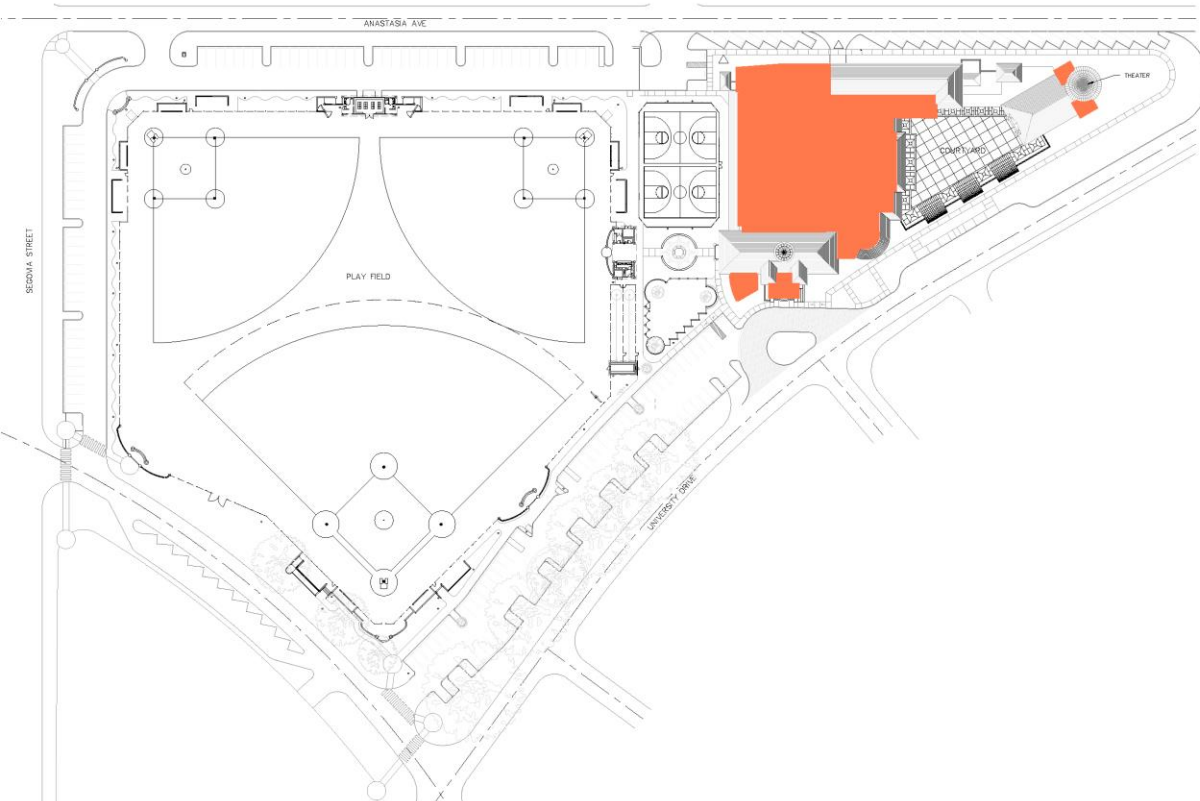 ANASTASIA AVE
THEATER
COURTYARD
SEGOVIA STREET
PLAY FIELD
UNIVERSITY DRIVE